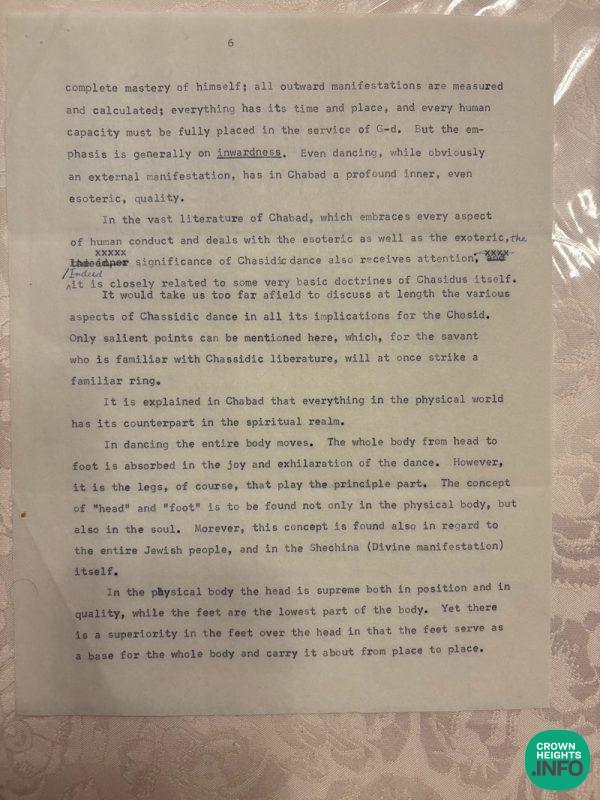 6
complete mastery of himself; all outward manifestations are measured
and calculated; everything has its time and place, and every human
capacity must be fully placed in the service of G-d. But the em-
phasis is generally on inwardness. Even dancing, while obviously
an external manifestation, has in Chabad a profound inner, even
esoteric, quality.
In the vast literature of Chabad, which embraces every aspect
of human conduct and deals with the esoteric as well as the exoteric, the
xxxxx xxxx
inner significance of Chasidic dance also receives attention, and
Indeed
it is closely related to some very basic doctrines of Chasidus itself.
It would take us too far afield to discuss at length the various
aspects of Chassidic dance in all its implications for the Chosid.
Only salient points can be mentioned here, which, for the savant
who is familiar with Chassidic liberature, will at once strike a
familiar ring.
It is explained in Chabad that everything in the physical world
has its counterpart in the spiritual realm.
In dancing the entire body moves. The whole body from head to
foot is absorbed in the joy and exhilaration of the dance. However,
it is the legs, of course, that play the principle part. The concept
of "head" and "foot" is to be found not only in the physical body, but
also in the soul. Morever, this concept is found also in regard to
the entire Jewish people, and in the Shechina (Divine manifestation)
itself.
In the physical body the head is supreme both in position and in
quality, while the feet are the lowest part of the body. Yet there
is a superiority in the feet over the head in that the feet serve as
a base for the whole body and carry it about from place to place.
CROWN
HEIGHTS
.INFO